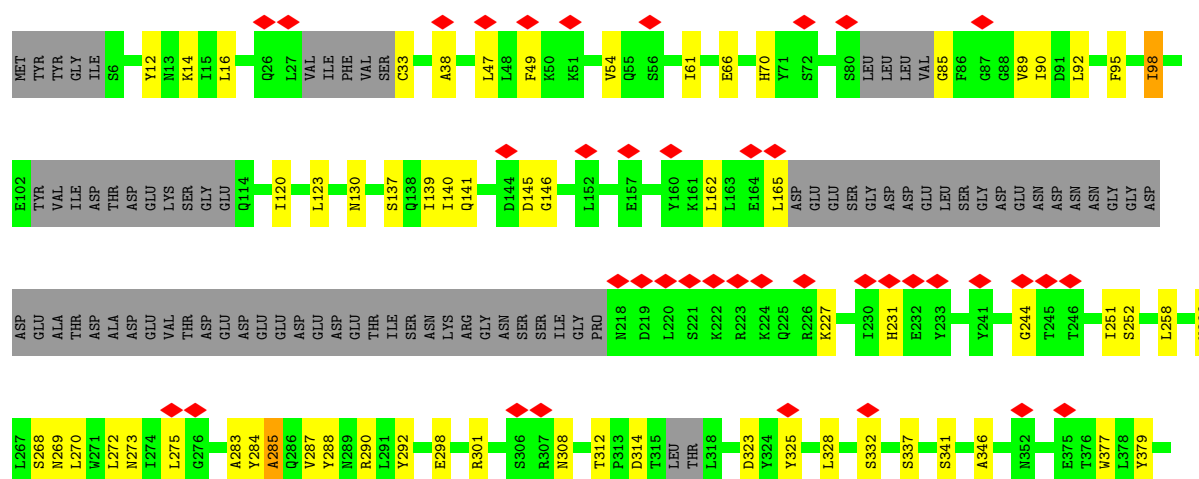 MET TYR TYR GLY ILE S6 Y12 N13 K14 I15 L16 Q26 L27 VAL ILE PHE VAL SER C33 A38 L47 L48 F49 K50 K51 V54 Q55 S56 I61 E66 H70 Y71 S72 S80 LEU LEU LEU VAL G85 F86 G87 G88 V89 I90 D91 L92 F95 I98
E102 TYR VAL ILE ASP THR ASP GLU LYS SER GLY GLU Q114 I120 L123 N130 S137 Q138 I139 I140 Q141 D144 D145 G146 L152 E157 Y160 K161 L162 L163 E164 L165 ASP GLU GLU SER GLY ASP ASP GLU LEU SER GLY ASP GLU ASN ASP ASN ASN GLY GLY ASP
ASP GLU ALA THR ASP ALA ASP GLU VAL THR ASP GLU ASP GLU GLU ASP GLU ASP GLU THR ILE SER ASN LYS ARG GLY ASN SER SER ILE GLY PRO N218 D219 L220 S221 K222 R223 K224 Q225 R226 K227 I230 H231 E232 Y233 Y241 G244 T245 T246 I251 S252 L258
L267 S268 N269 L270 W271 L272 N273 I274 L275 G276 A283 Y284 A285 Q286 V287 Y288 N289 R290 L291 Y292 E298 R301 S306 R307 N308 T312 P313 D314 T315 LEU THR L318 D323 Y324 Y325 L328 S332 S337 S341 A346 N352 E375 T376 W377 L378 Y379